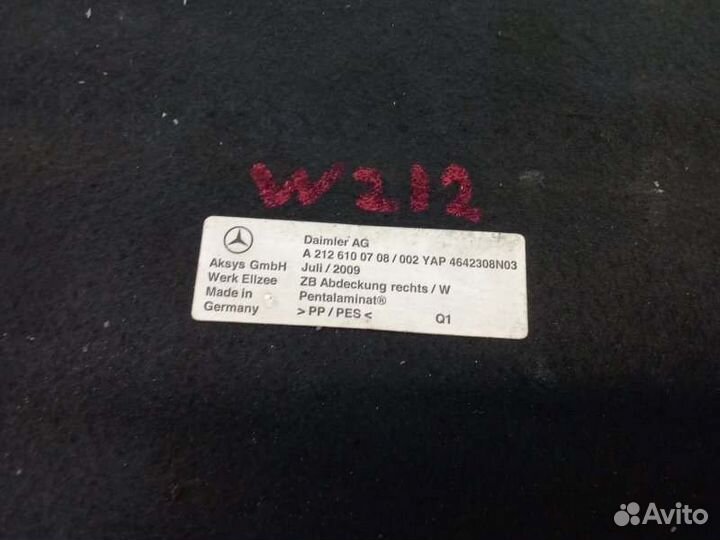 W212
Daimler AG
A 212 610 07 08 / 002 YAP 4642308N03
Aksys GmbH Juli / 2009
Werk Ellzee ZB Abdeckung rechts / W
Made in Pentalaminat®
Germany > PP / PES < Q1
Avito